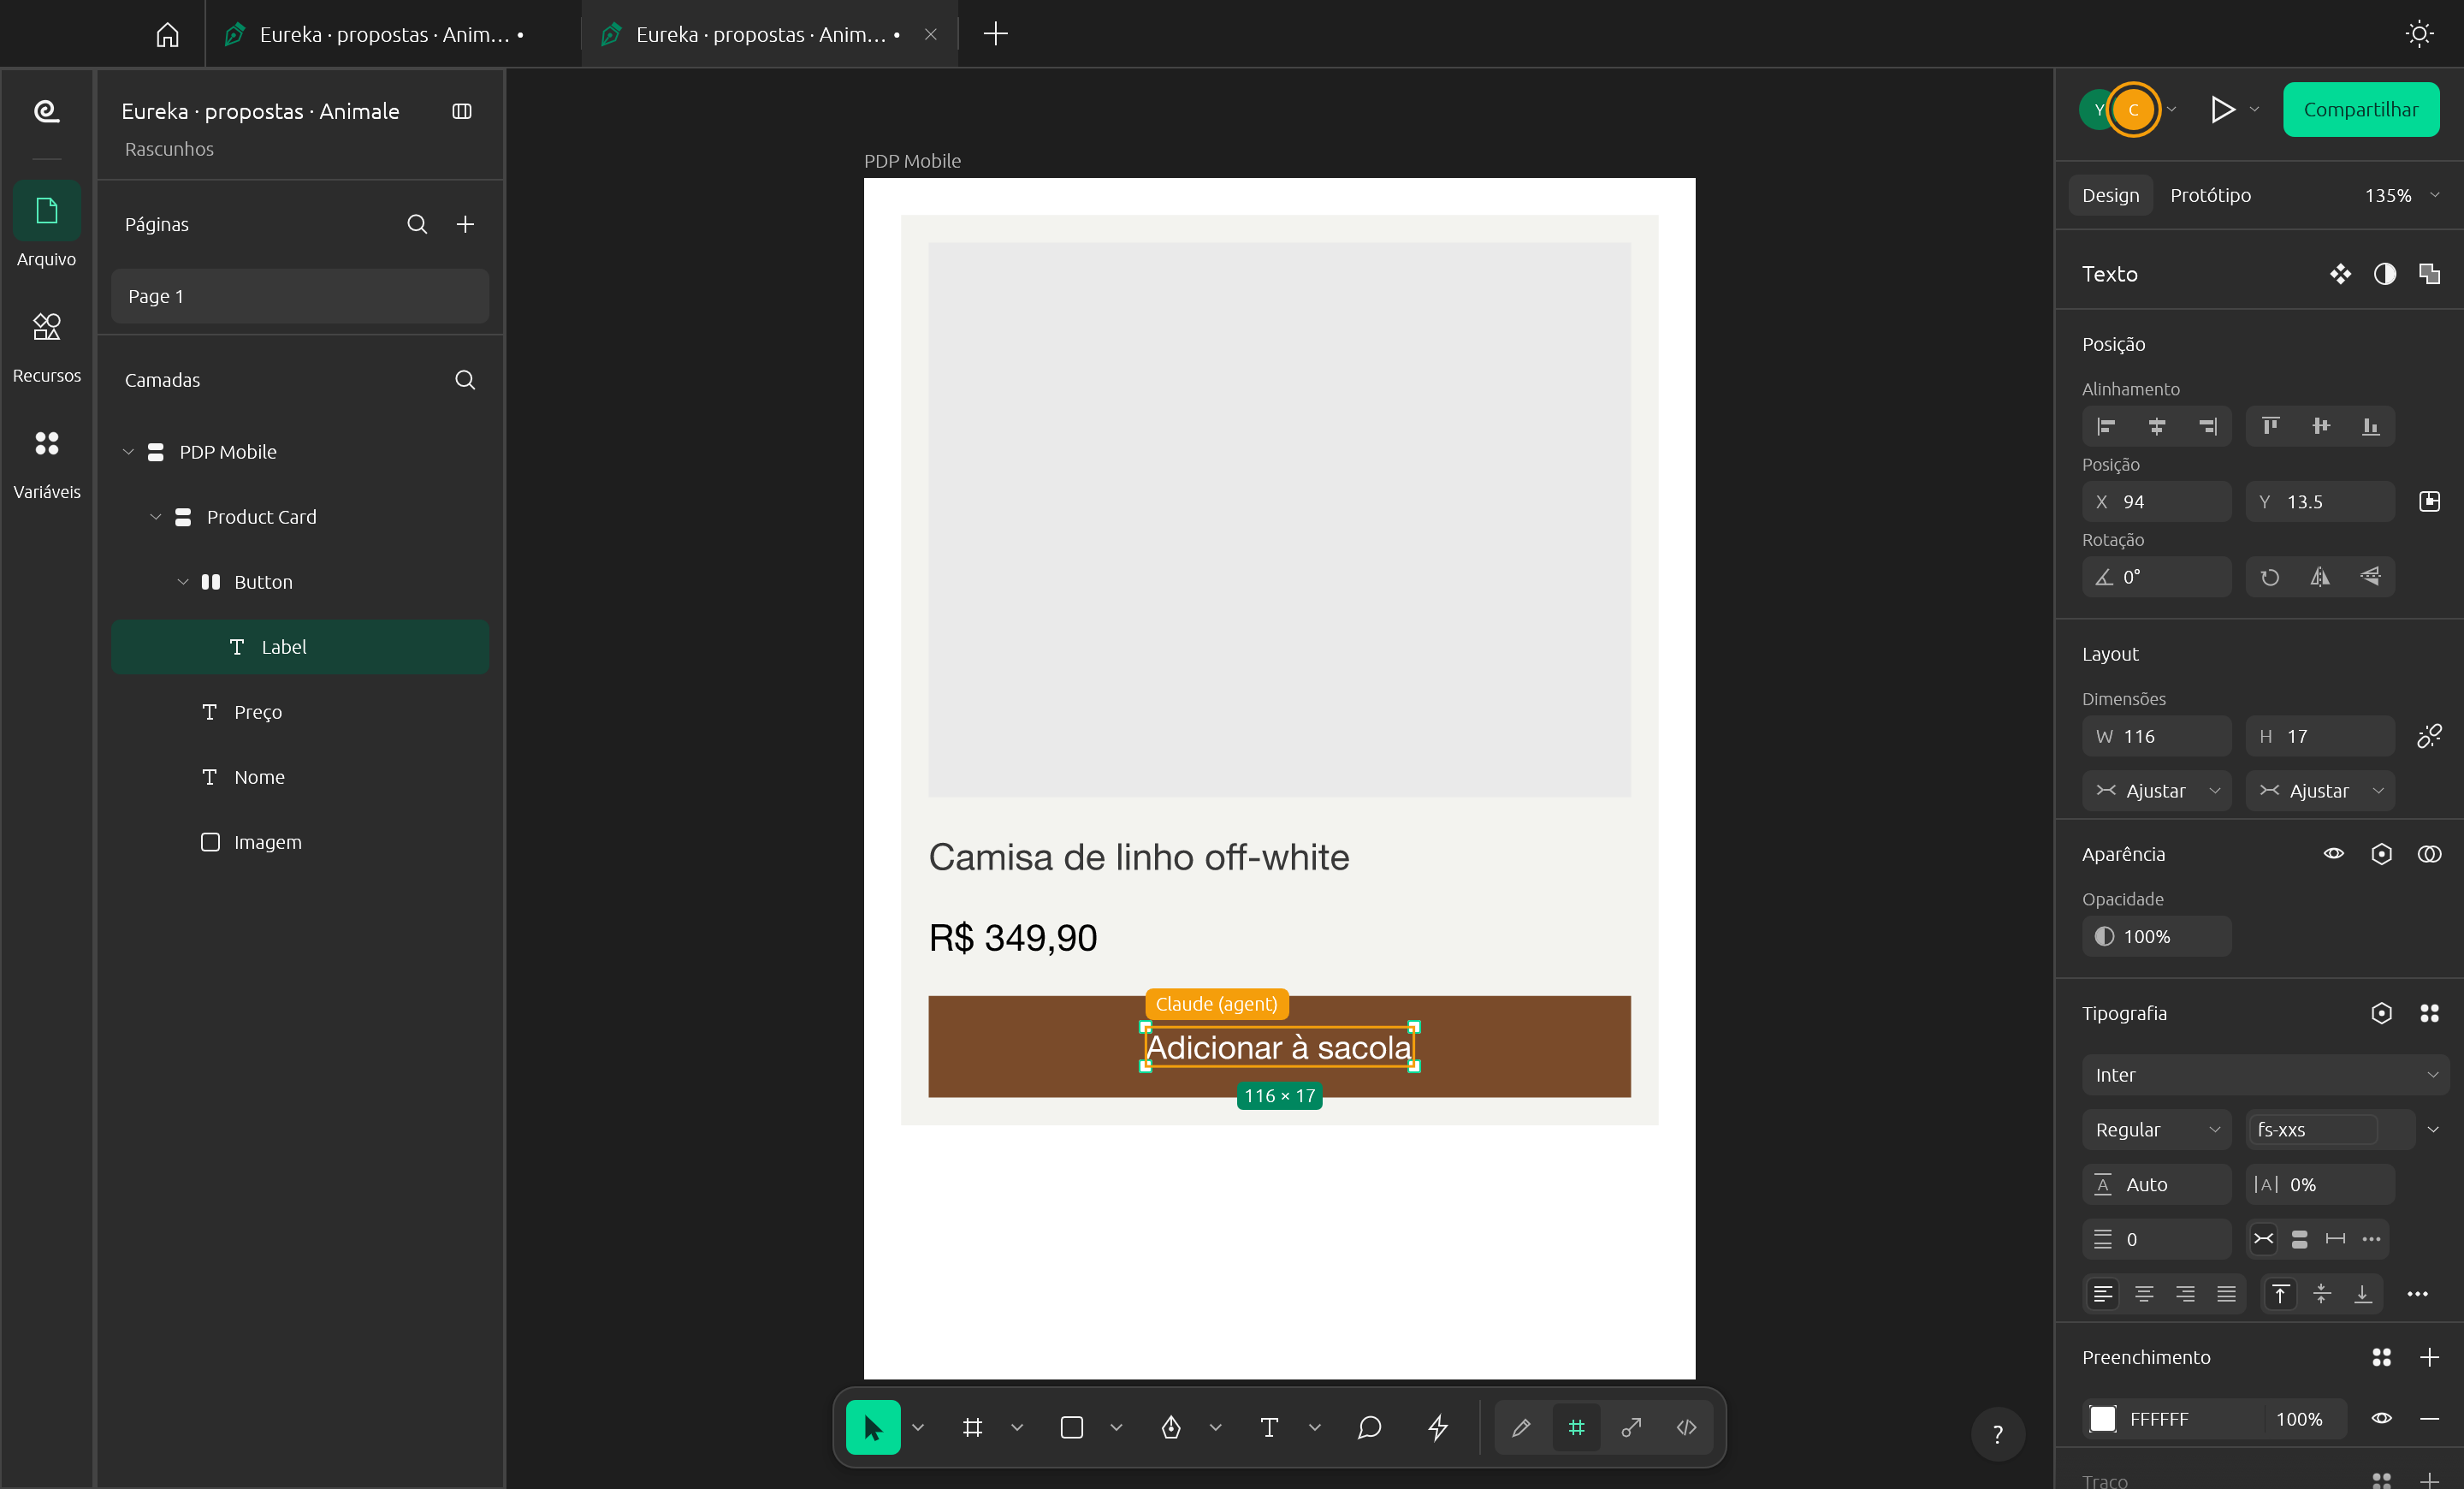 Eureka · propostas · Anim… •
Eureka · propostas · Anim… •
Eureka · propostas · Animale
Rascunhos
Arquivo
Recursos
Variáveis
Páginas
Page 1
Camadas
PDP Mobile
Product Card
Button
Label
Preço
Nome
Imagem
PDP Mobile
Camisa de linho off-white
R$ 349,90
Claude (agent)
Adicionar à sacola
116 × 17
?
Y
C
Compartilhar
Design
Protótipo
135%
Texto
Posição
Alinhamento
Posição
X 94
Y 13.5
Rotação
0°
Layout
Dimensões
W 116
H 17
Ajustar
Ajustar
Aparência
Opacidade
100%
Tipografia
Inter
Regular
fs-xxs
Auto
0%
0
Preenchimento
FFFFFF
100%
Traço